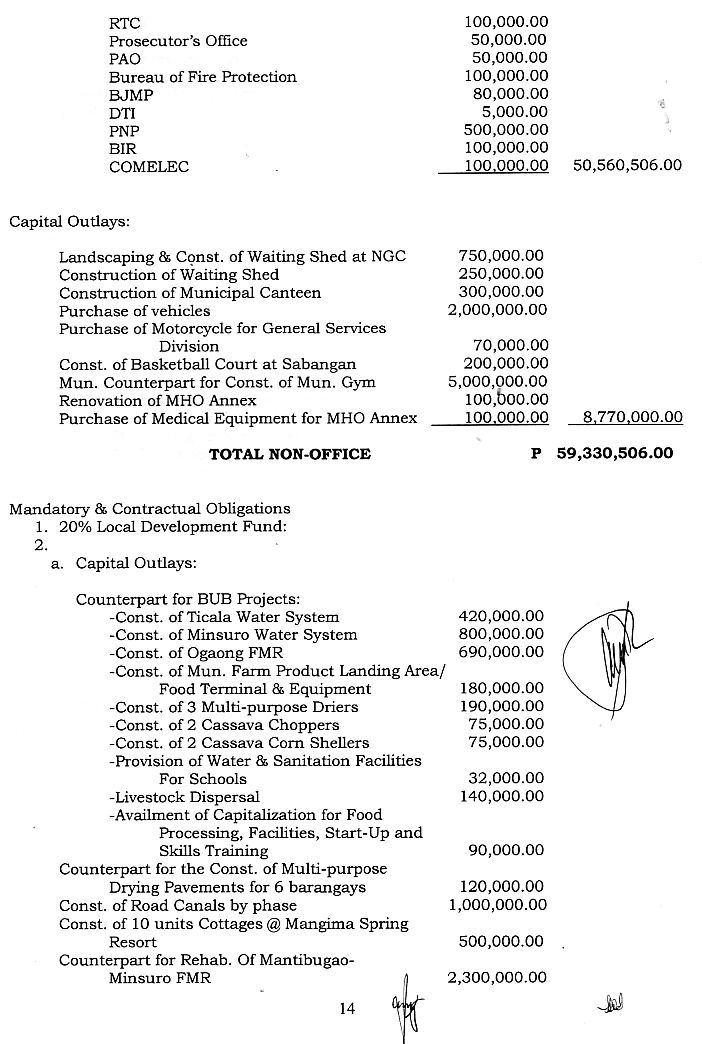 RTC 100,000.00
Prosecutor's Office 50,000.00
PAO 50,000.00
Bureau of Fire Protection 100,000.00
BJMP 80,000.00
DTI 5,000.00
PNP 500,000.00
BIR 100,000.00
COMELEC 100,000.00 50,560,506.00
Capital Outlays:
Landscaping & Const. of Waiting Shed at NGC 750,000.00
Construction of Waiting Shed 250,000.00
Construction of Municipal Canteen 300,000.00
Purchase of vehicles 2,000,000.00
Purchase of Motorcycle for General Services
Division 70,000.00
Const. of Basketball Court at Sabangan 200,000.00
Mun. Counterpart for Const. of Mun. Gym 5,000,000.00
Renovation of MHO Annex 100,000.00
Purchase of Medical Equipment for MHO Annex 100,000.00 8,770,000.00
TOTAL NON-OFFICE P 59,330,506.00
Mandatory & Contractual Obligations
1. 20% Local Development Fund:
2.
a. Capital Outlays:
Counterpart for BUB Projects:
-Const. of Ticala Water System 420,000.00
-Const. of Minsuro Water System 800,000.00
-Const. of Ogaong FMR 690,000.00
-Const. of Mun. Farm Product Landing Area/
Food Terminal & Equipment 180,000.00
-Const. of 3 Multi-purpose Driers 190,000.00
-Const. of 2 Cassava Choppers 75,000.00
-Const. of 2 Cassava Corn Shellers 75,000.00
-Provision of Water & Sanitation Facilities
For Schools 32,000.00
-Livestock Dispersal 140,000.00
-Availment of Capitalization for Food
Processing, Facilities, Start-Up and
Skills Training 90,000.00
Counterpart for the Const. of Multi-purpose
Drying Pavements for 6 barangays 120,000.00
Const. of Road Canals by phase 1,000,000.00
Const. of 10 units Cottages @ Mangima Spring
Resort 500,000.00
Counterpart for Rehab. Of Mantibugao-
Minsuro FMR 2,300,000.00
14